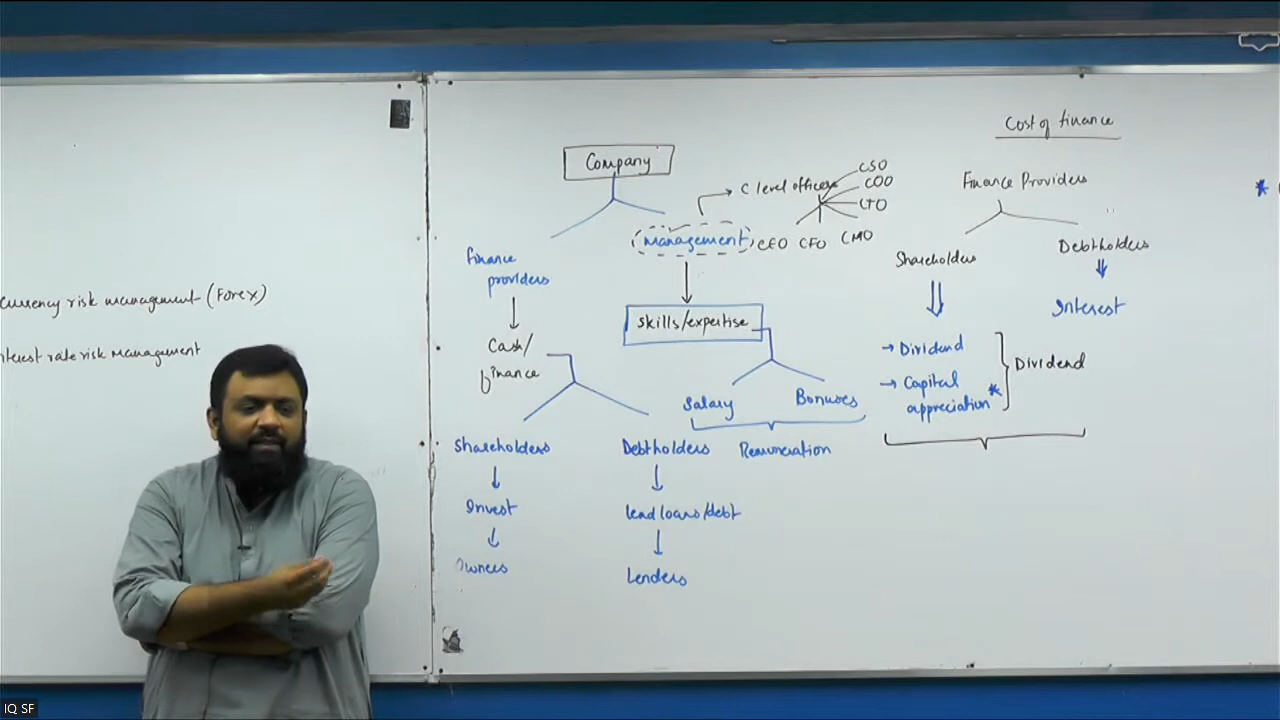 Cost of finance
Company
C level officers
CSO
COO
CTO
CMO
CFO
CEO
Finance Providers
management
Finance
providers
Shareholders
Debtholders
currency risk management (Forex)
skills/expertise
Interest
Cash/
finance
nterest rate risk management
→ Dividend
→ Capital
appreciation *
Dividend
Salary
Bonuses
Shareholders
Debtholders
Remuneration
Invest
lend loans/debt
Owners
Lenders
*
IQ SF